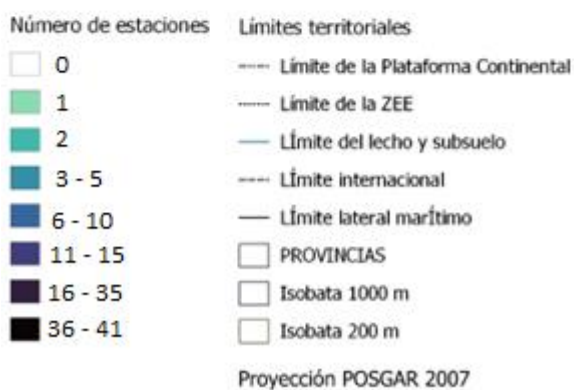 Número de estaciones
0
1
2
3 - 5
6 - 10
11 - 15
16 - 35
36 - 41
Límites territoriales
Límite de la Plataforma Continental
Límite de la ZEE
LÍmite del lecho y subsuelo
LÍmite internacional
LÍmite lateral marÍtimo
PROVINCIAS
Isobata 1000 m
Isobata 200 m
Proyección POSGAR 2007